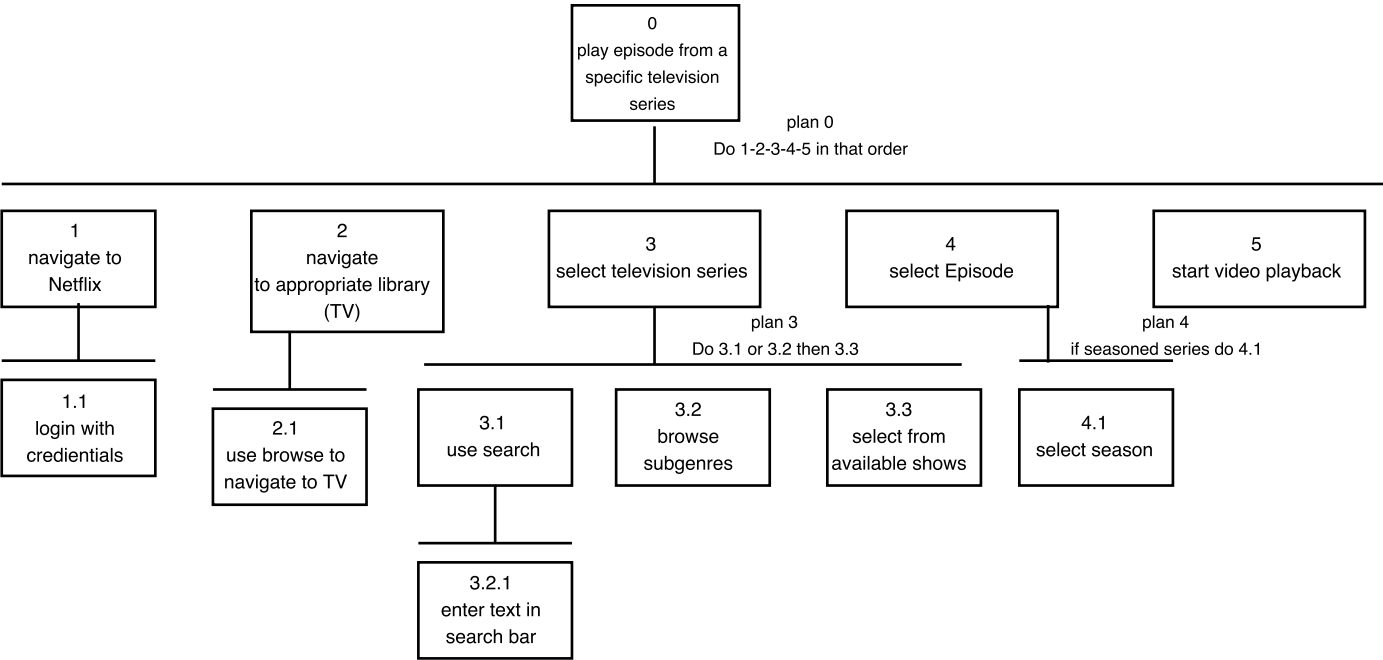 0
play episode from a
specific television
series
plan 0
Do 1-2-3-4-5 in that order
1
navigate to
Netflix
2
navigate
to appropriate library
(TV)
3
select television series
4
select Episode
5
start video playback
plan 3
Do 3.1 or 3.2 then 3.3
plan 4
if seasoned series do 4.1
1.1
login with
credientials
2.1
use browse to
navigate to TV
3.1
use search
3.2
browse
subgenres
3.3
select from
available shows
4.1
select season
3.2.1
enter text in
search bar